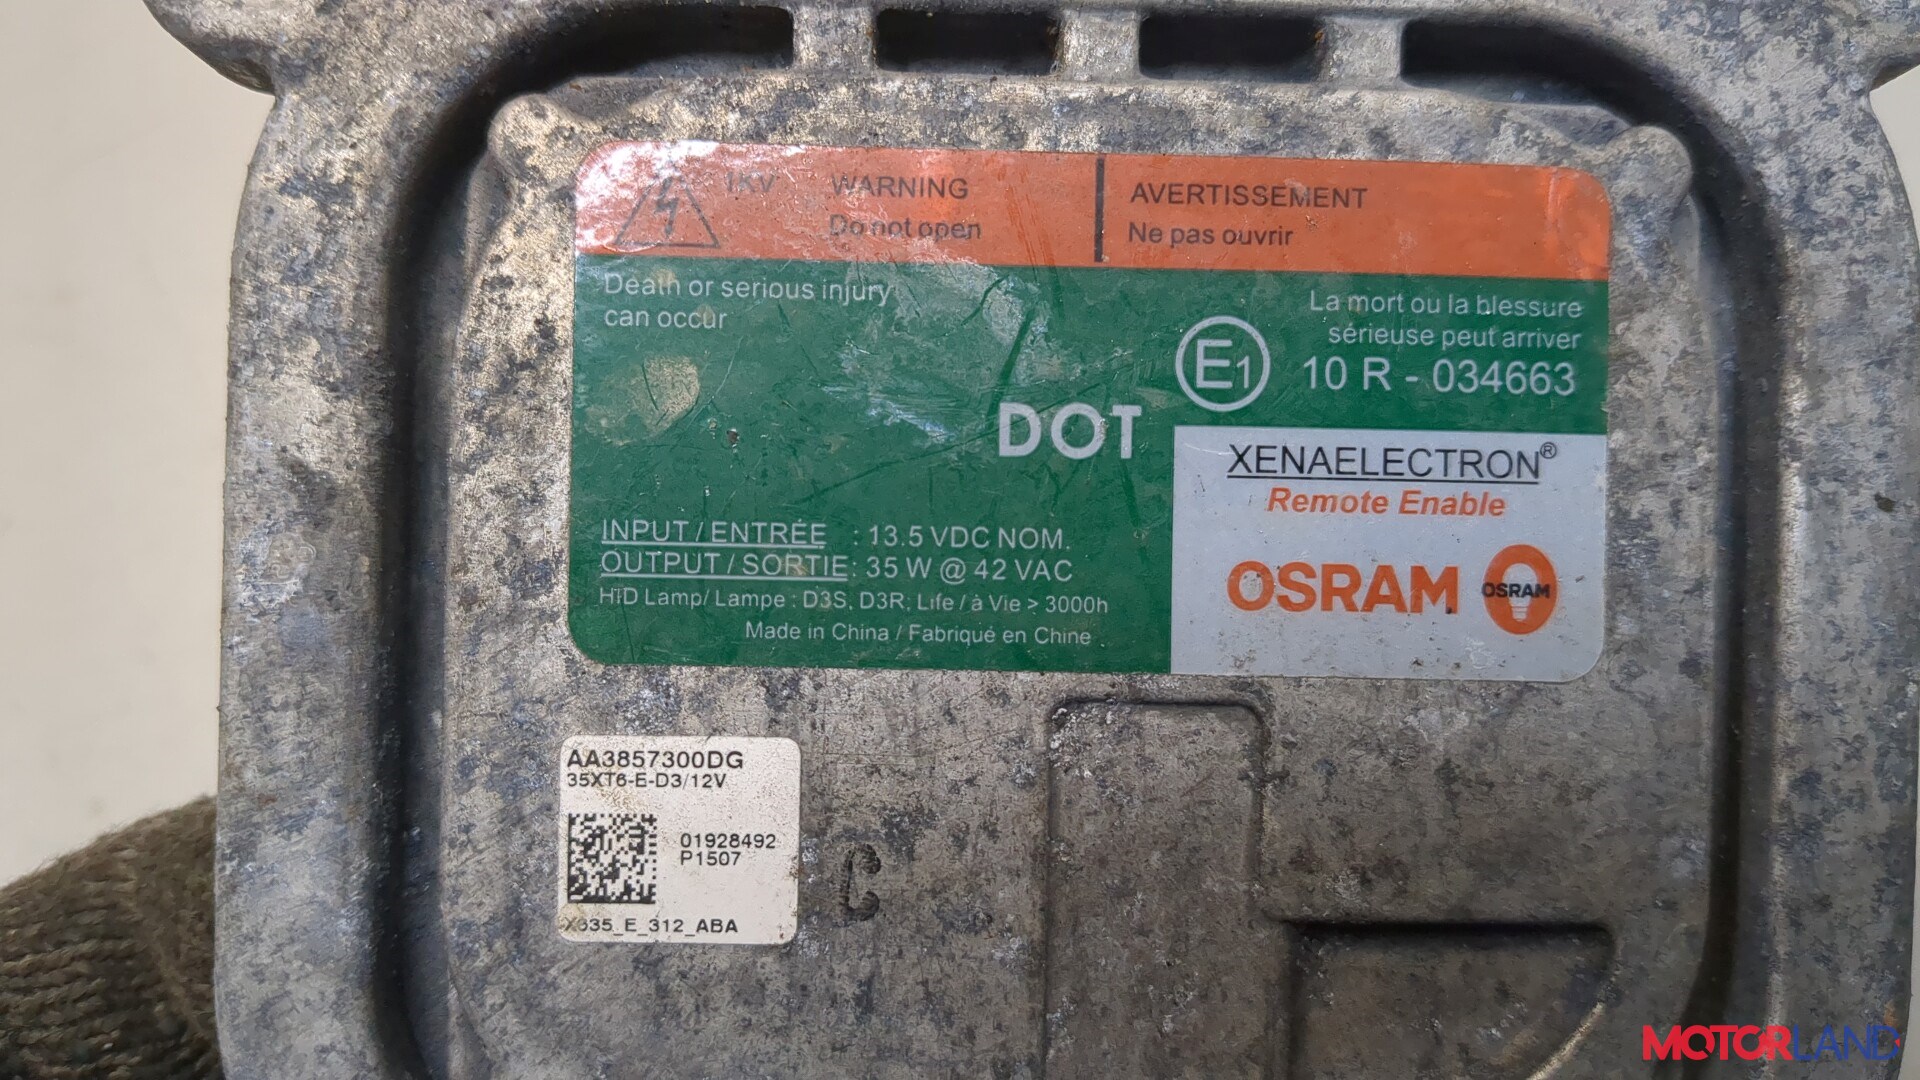 1KV
WARNING
Do not open
AVERTISSEMENT
Ne pas ouvrir
Death or serious injury
can occur
La mort ou la blessure
sérieuse peut arriver
E1
10 R - 034663
DOT
XENAELECTRON®
Remote Enable
OSRAM
OSRAM
INPUT / ENTRÉE : 13.5 VDC NOM.
OUTPUT / SORTIE : 35 W @ 42 VAC
HID Lamp/ Lampe : D3S, D3R; Life / à Vie > 3000h
Made in China / Fabriqué en Chine
AA3857300DG
35XT6-E-D3/12V
01928492
P1507
X635_E_312_ABA
C
MOTORLAND